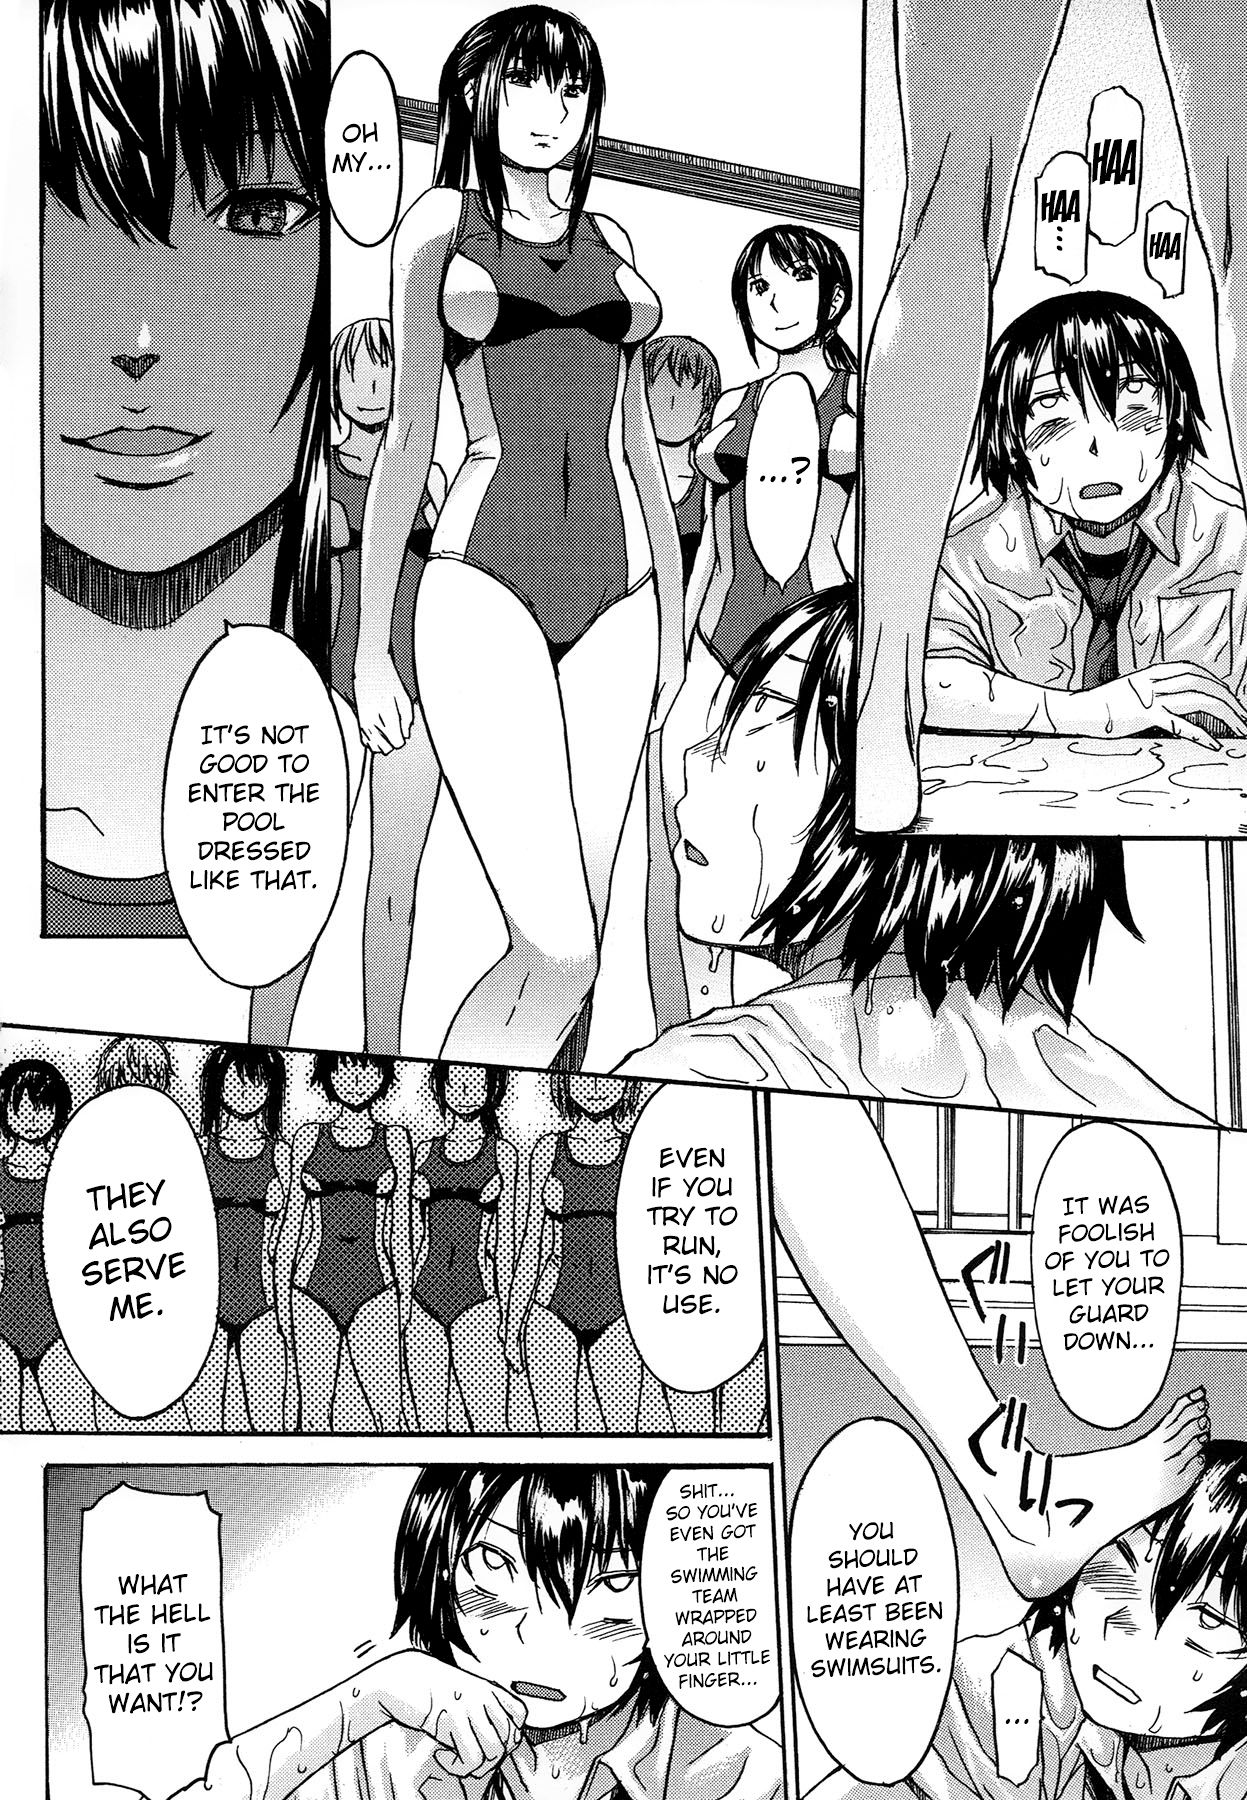 HAA
HAA
...
HAA
...?
OH
MY...
IT'S NOT
GOOD TO
ENTER THE
POOL
DRESSED
LIKE THAT.
IT WAS
FOOLISH
OF YOU TO
LET YOUR
GUARD
DOWN...
YOU
SHOULD
HAVE AT
LEAST BEEN
WEARING
SWIMSUITS.
...
EVEN
IF YOU
TRY TO
RUN,
IT'S NO
USE.
THEY
ALSO
SERVE
ME.
SHIT...
SO YOU'VE
EVEN GOT
THE
SWIMMING
TEAM
WRAPPED
AROUND
YOUR LITTLE
FINGER...
WHAT
THE HELL
IS IT
THAT YOU
WANT!?